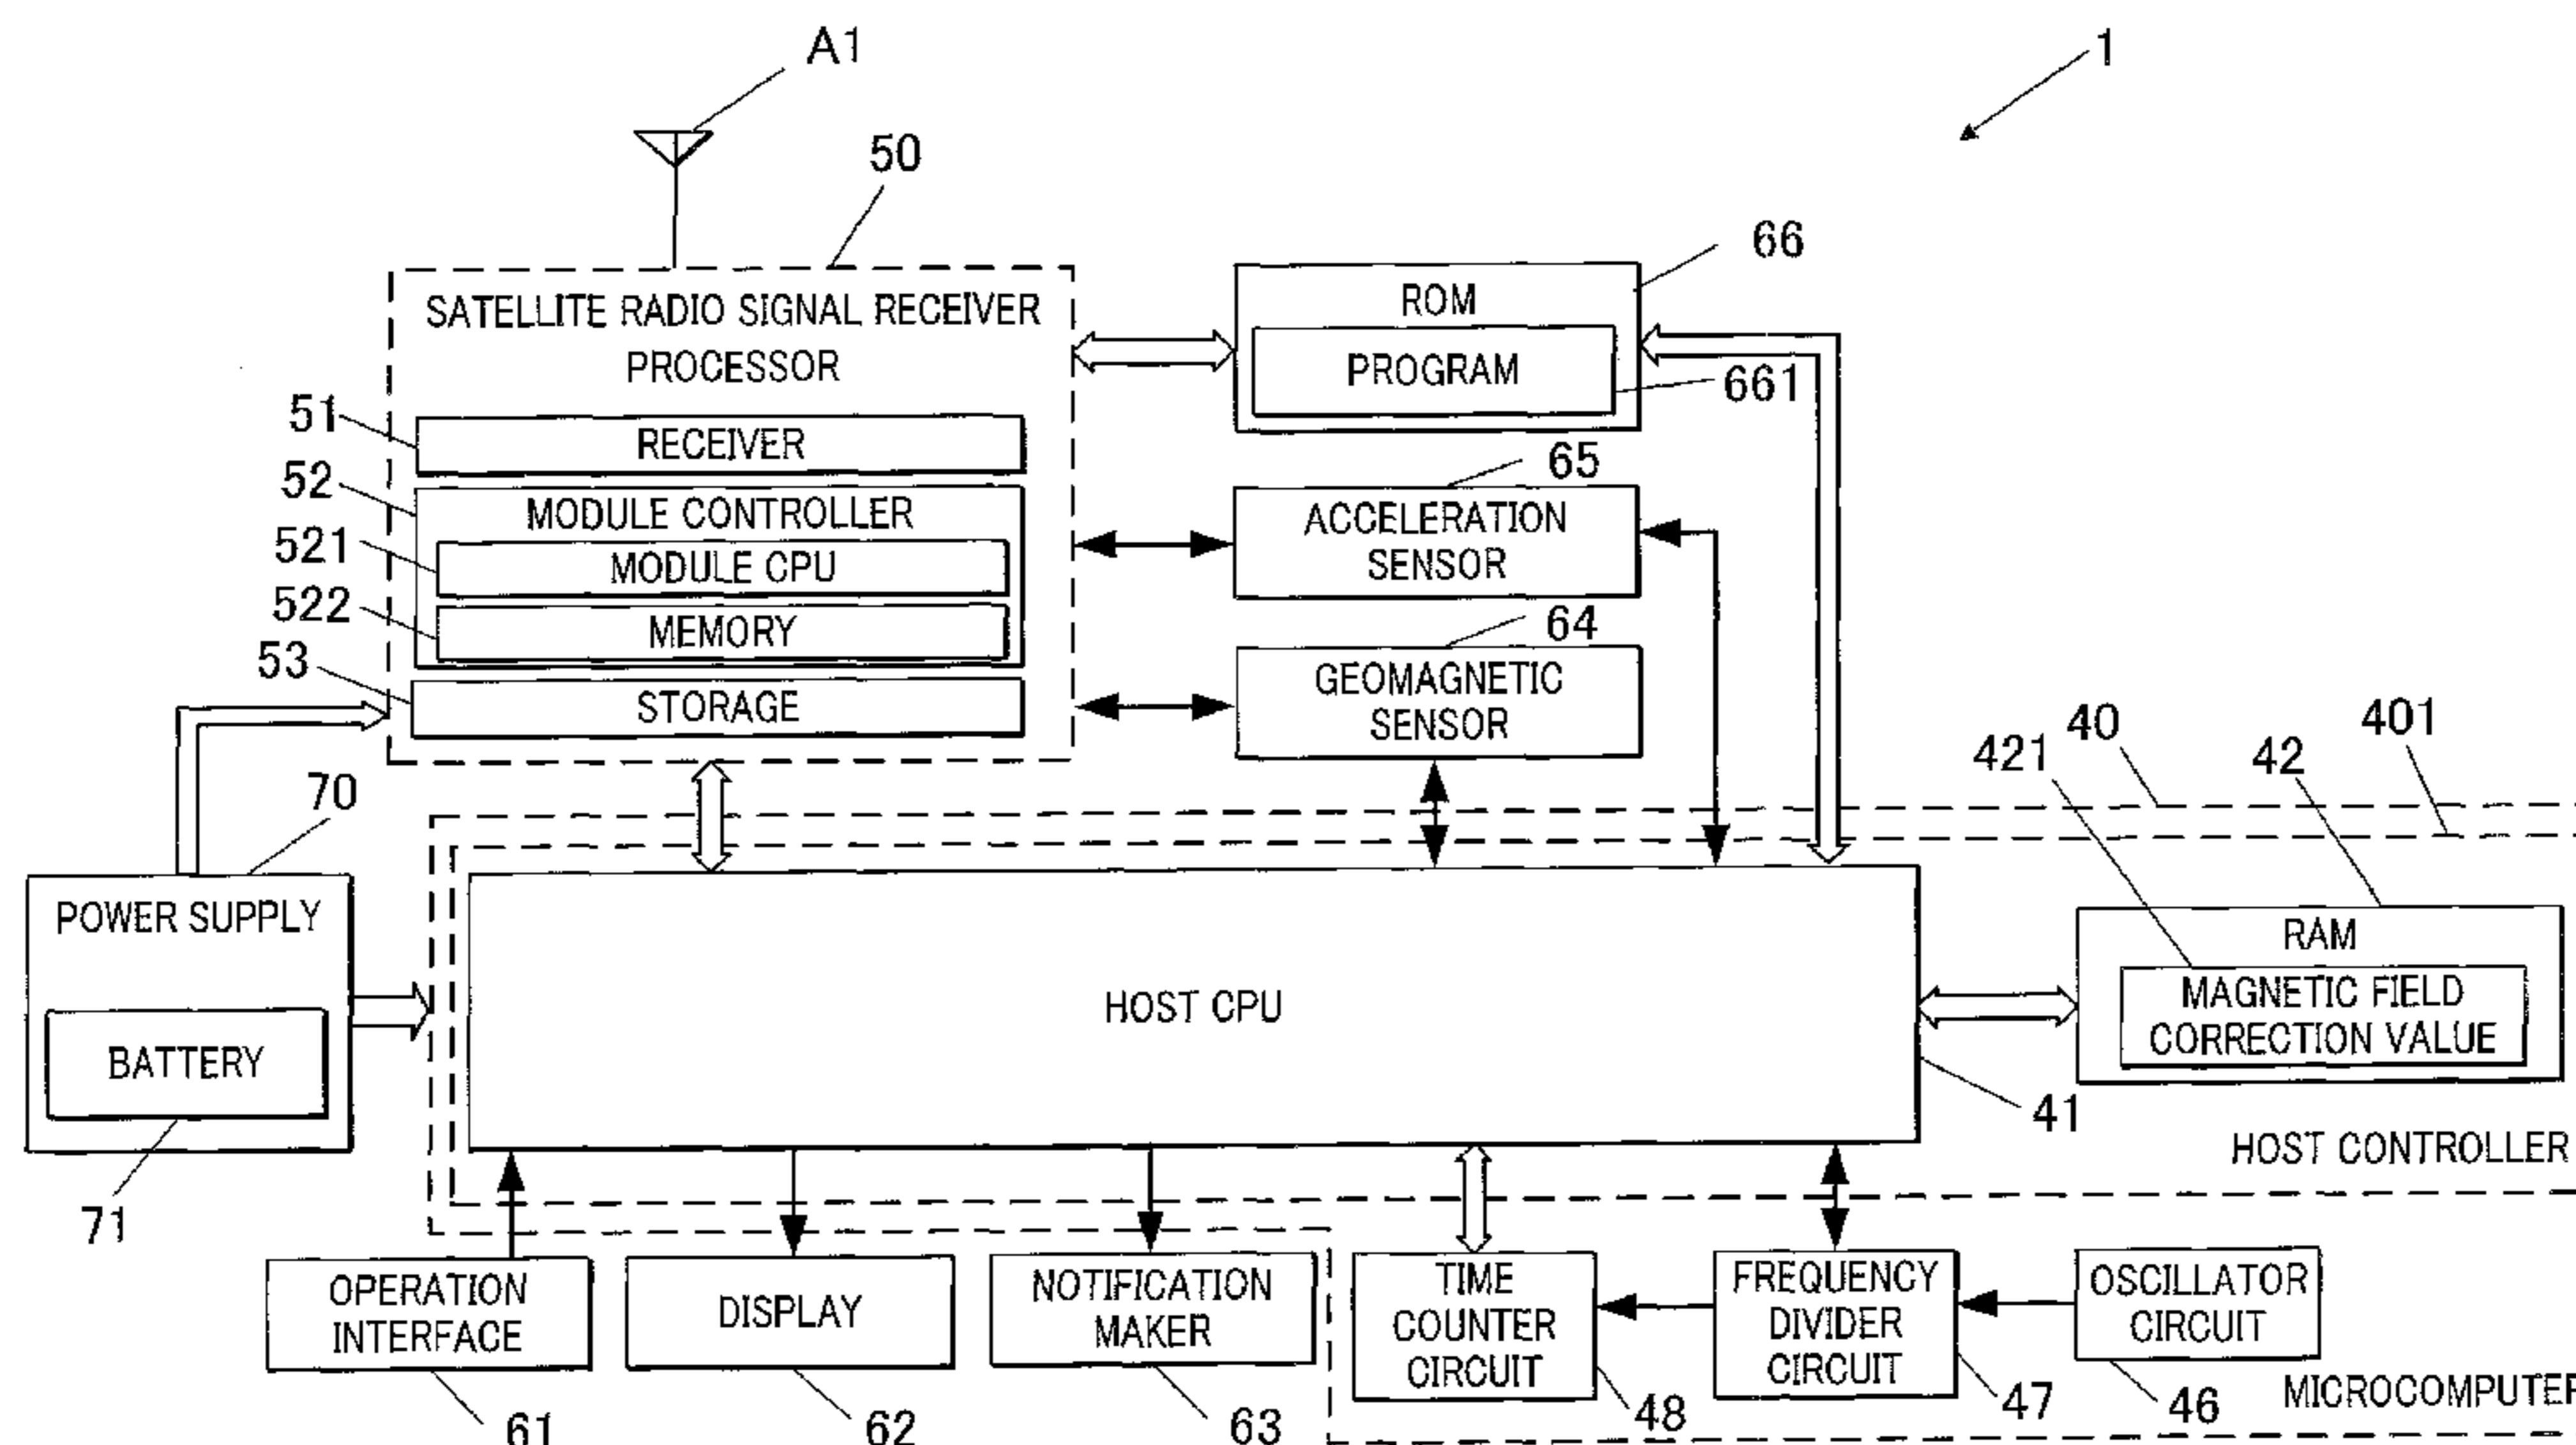 A1
1
50
66
SATELLITE RADIO SIGNAL RECEIVER
PROCESSOR
ROM
PROGRAM
661
51
RECEIVER
52
MODULE CONTROLLER
65
ACCELERATION
SENSOR
521
MODULE CPU
522
MEMORY
64
53
STORAGE
GEOMAGNETIC
SENSOR
40
401
421
42
70
POWER SUPPLY
BATTERY
71
HOST CPU
RAM
MAGNETIC FIELD
CORRECTION VALUE
41
HOST CONTROLLER
OPERATION
INTERFACE
61
DISPLAY
62
NOTIFICATION
MAKER
63
TIME
COUNTER
CIRCUIT
48
FREQUENCY
DIVIDER
CIRCUIT
47
OSCILLATOR
CIRCUIT
46
MICROCOMPUTER